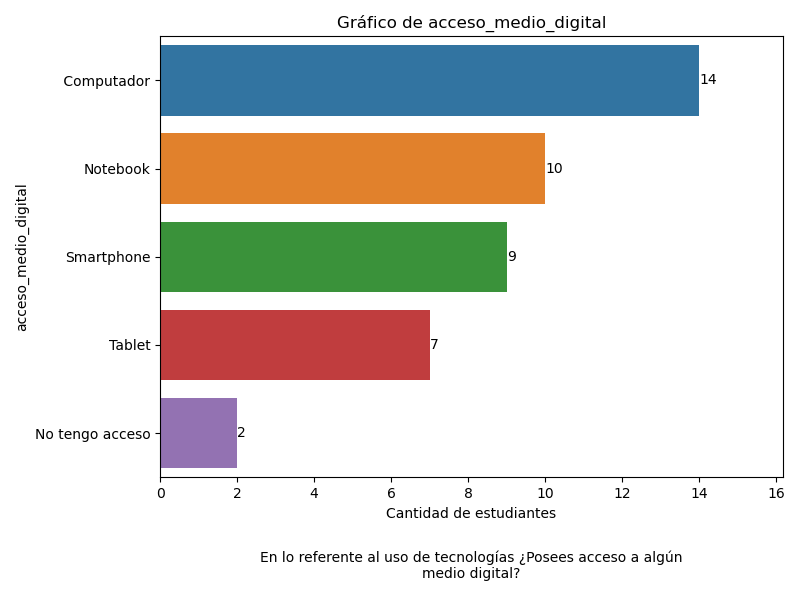 Gráfico de acceso_medio_digital
acceso_medio_digital
Computador
14
Notebook
10
Smartphone
9
Tablet
7
No tengo acceso
2
0 2 4 6 8 10 12 14 16
Cantidad de estudiantes
En lo referente al uso de tecnologías ¿Posees acceso a algún
medio digital?